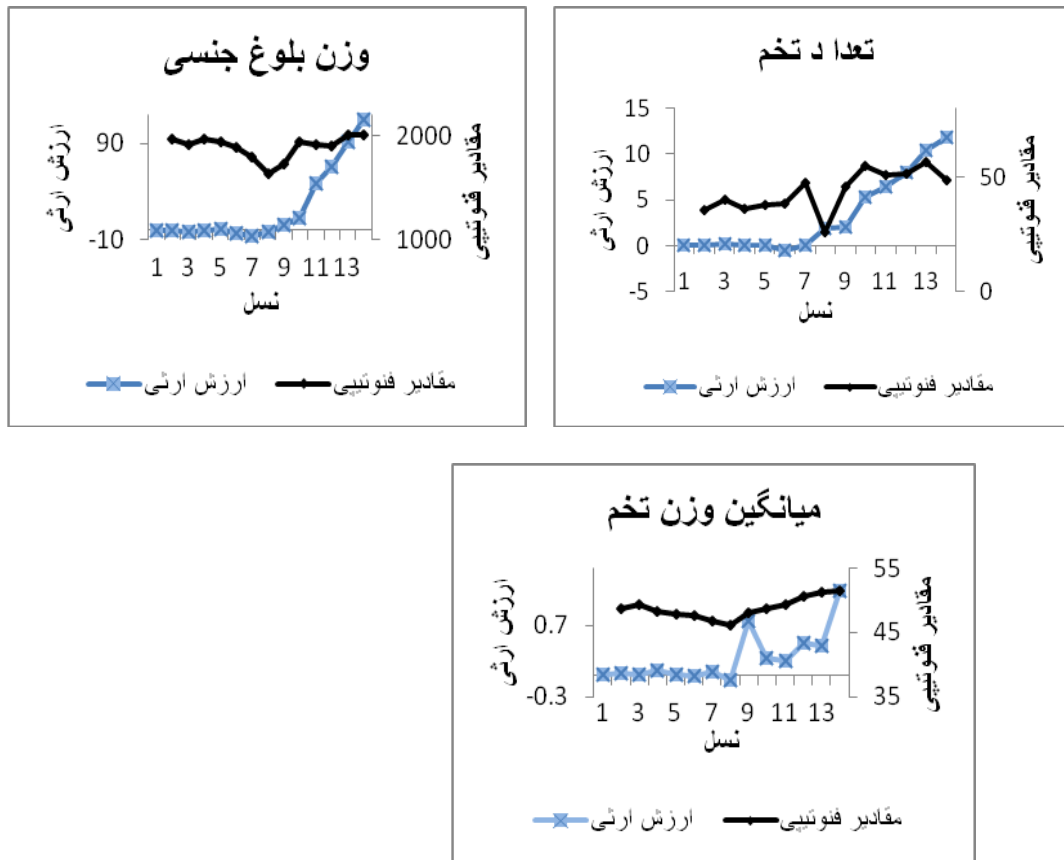 وزن بلوغ جنسی
ارزش ارثی
90
-10
2000
1000
مقادیر فنوتیپی
1 3 5 7 9 11 13
نسل
ارزش ارثی مقادیر فنوتیپی
تعدا د تخم
ارزش ارثی
15
10
5
0
-5
50
0
مقادیر فنوتیپی
1 3 5 7 9 11 13
نسل
ارزش ارثی مقادیر فنوتیپی
میانگین وزن تخم
ارزش ارثی
0.7
-0.3
55
45
35
مقادیر فنوتیپی
1 3 5 7 9 11 13
نسل
ارزش ارثی مقادیر فنوتیپی